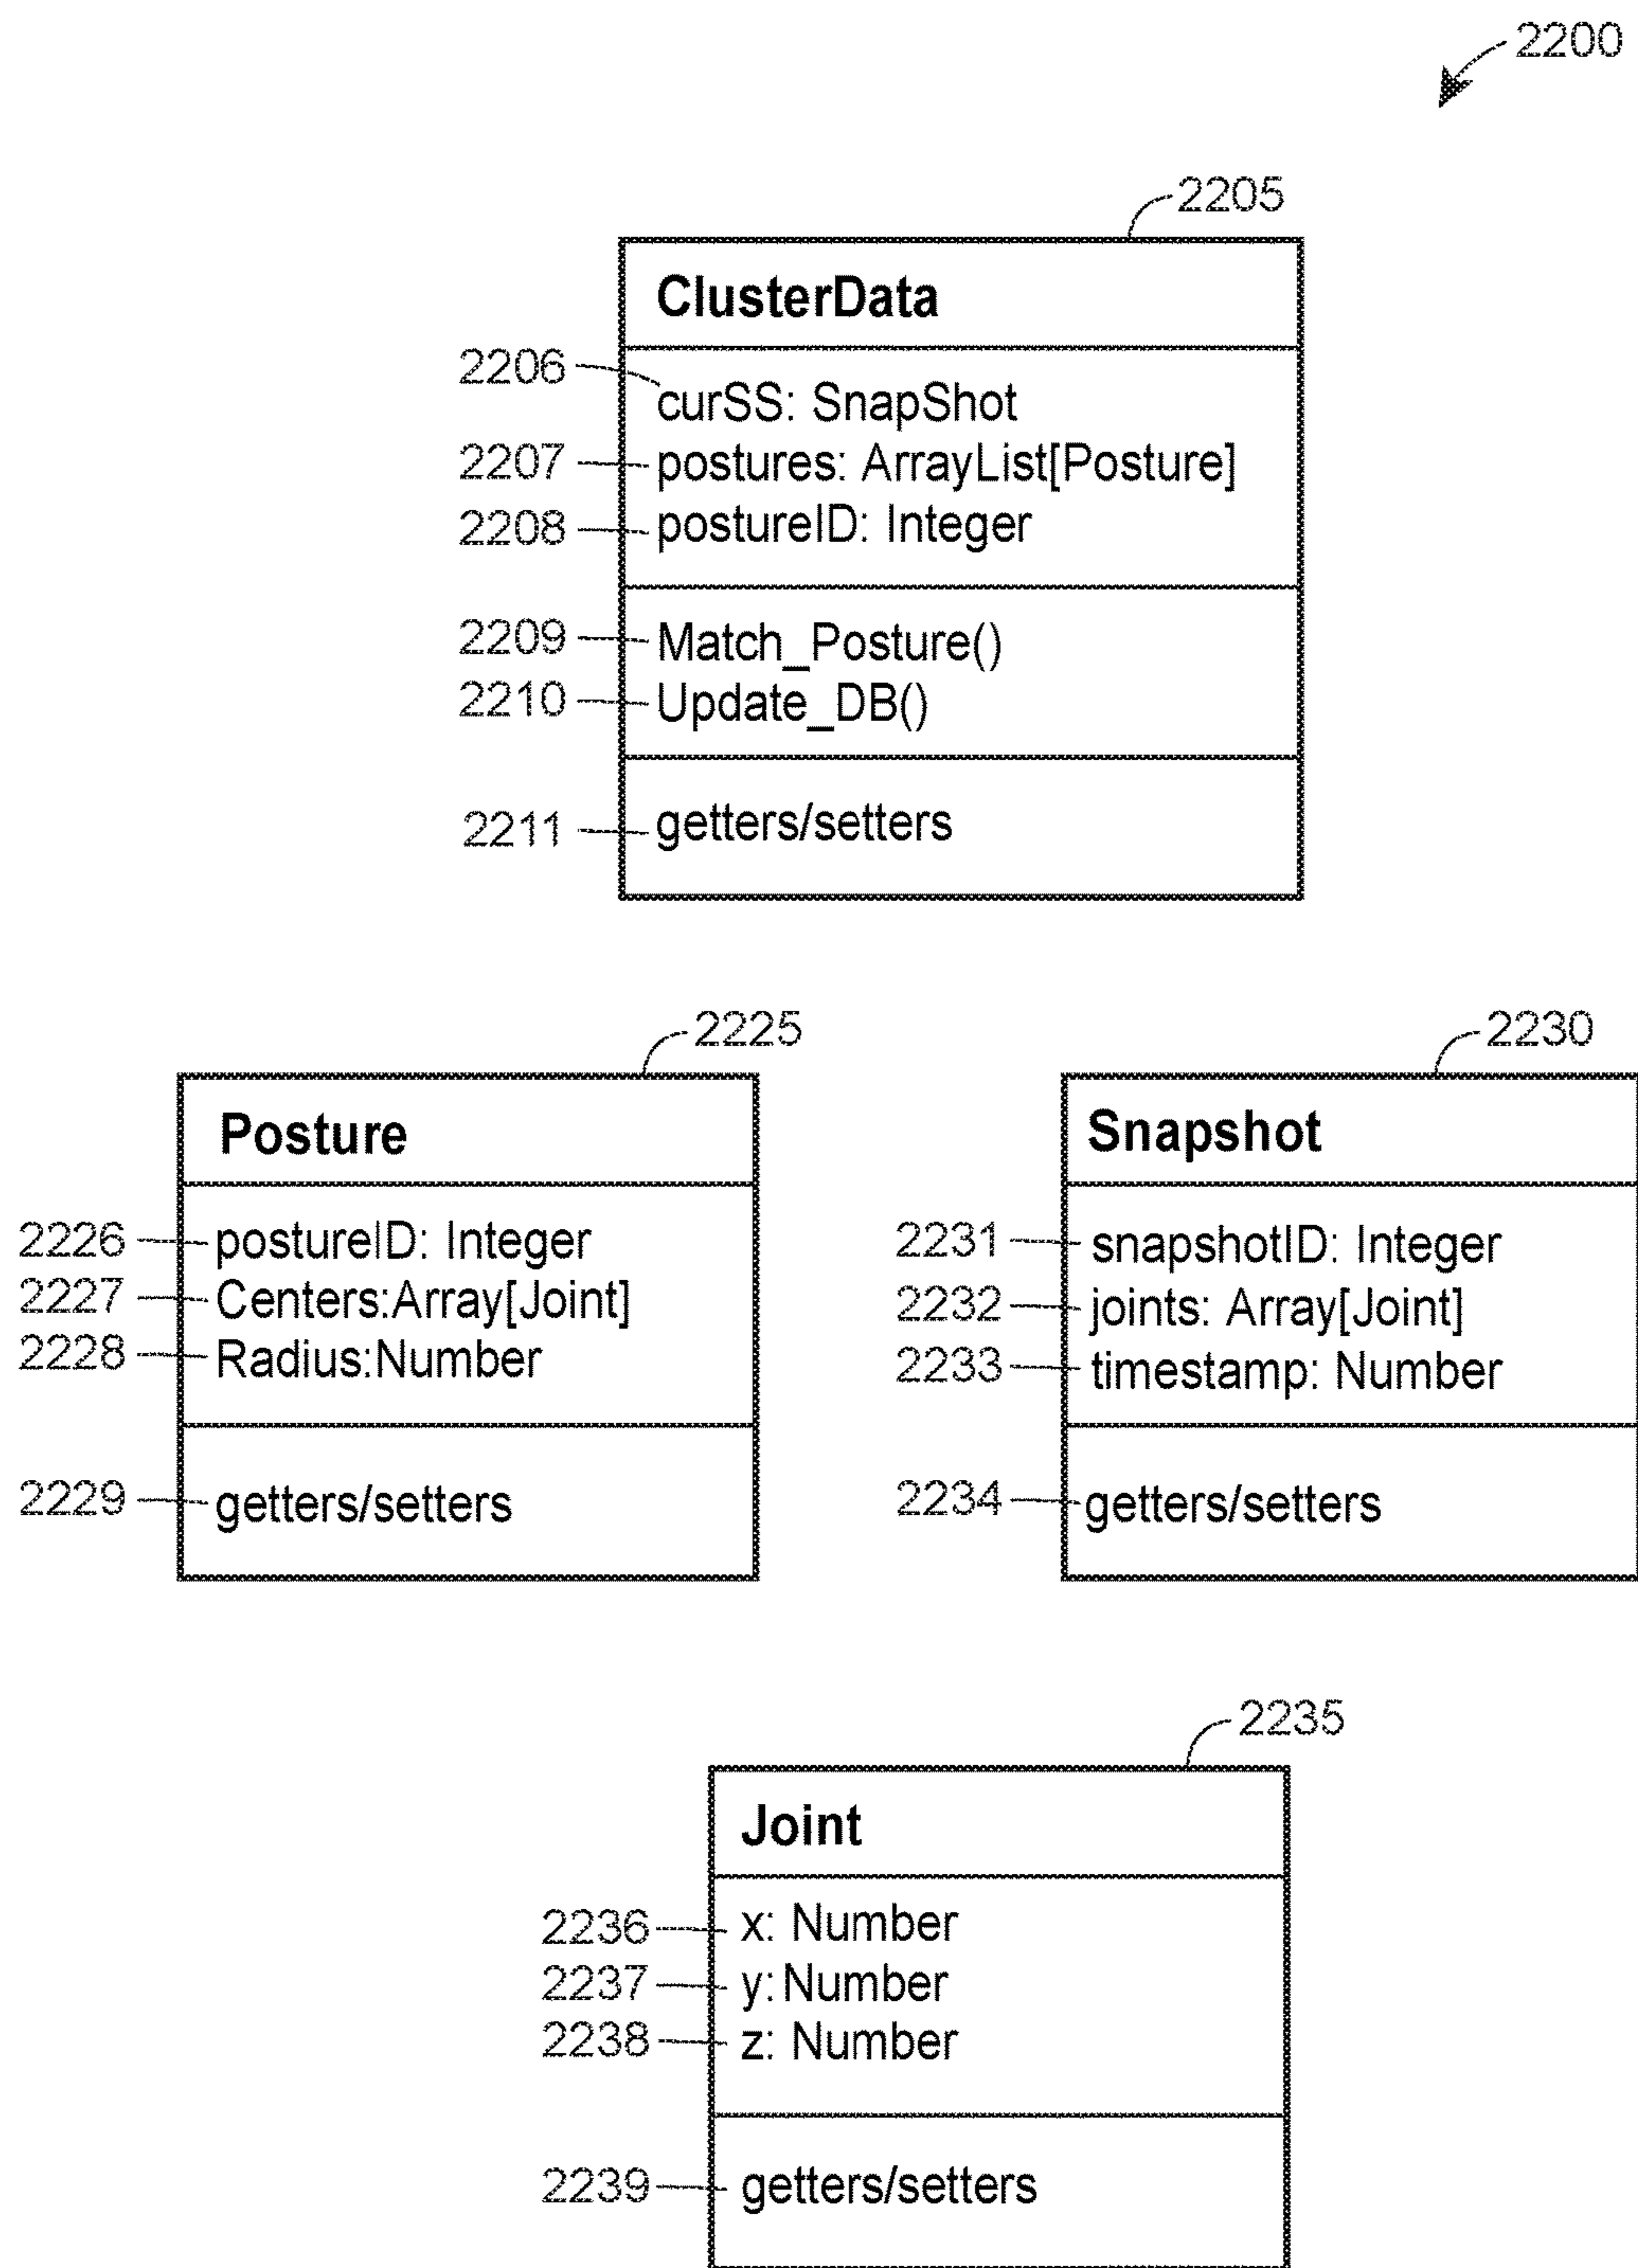 2200
2205
ClusterData
2206 curSS: SnapShot
2207 postures: ArrayList[Posture]
2208 postureID: Integer
2209 Match_Posture()
2210 Update_DB()
2211 getters/setters
2225
Posture
2226 postureID: Integer
2227 Centers:Array[Joint]
2228 Radius:Number
2229 getters/setters
2230
Snapshot
2231 snapshotID: Integer
2232 joints: Array[Joint]
2233 timestamp: Number
2234 getters/setters
2235
Joint
2236 x: Number
2237 y:Number
2238 z: Number
2239 getters/setters